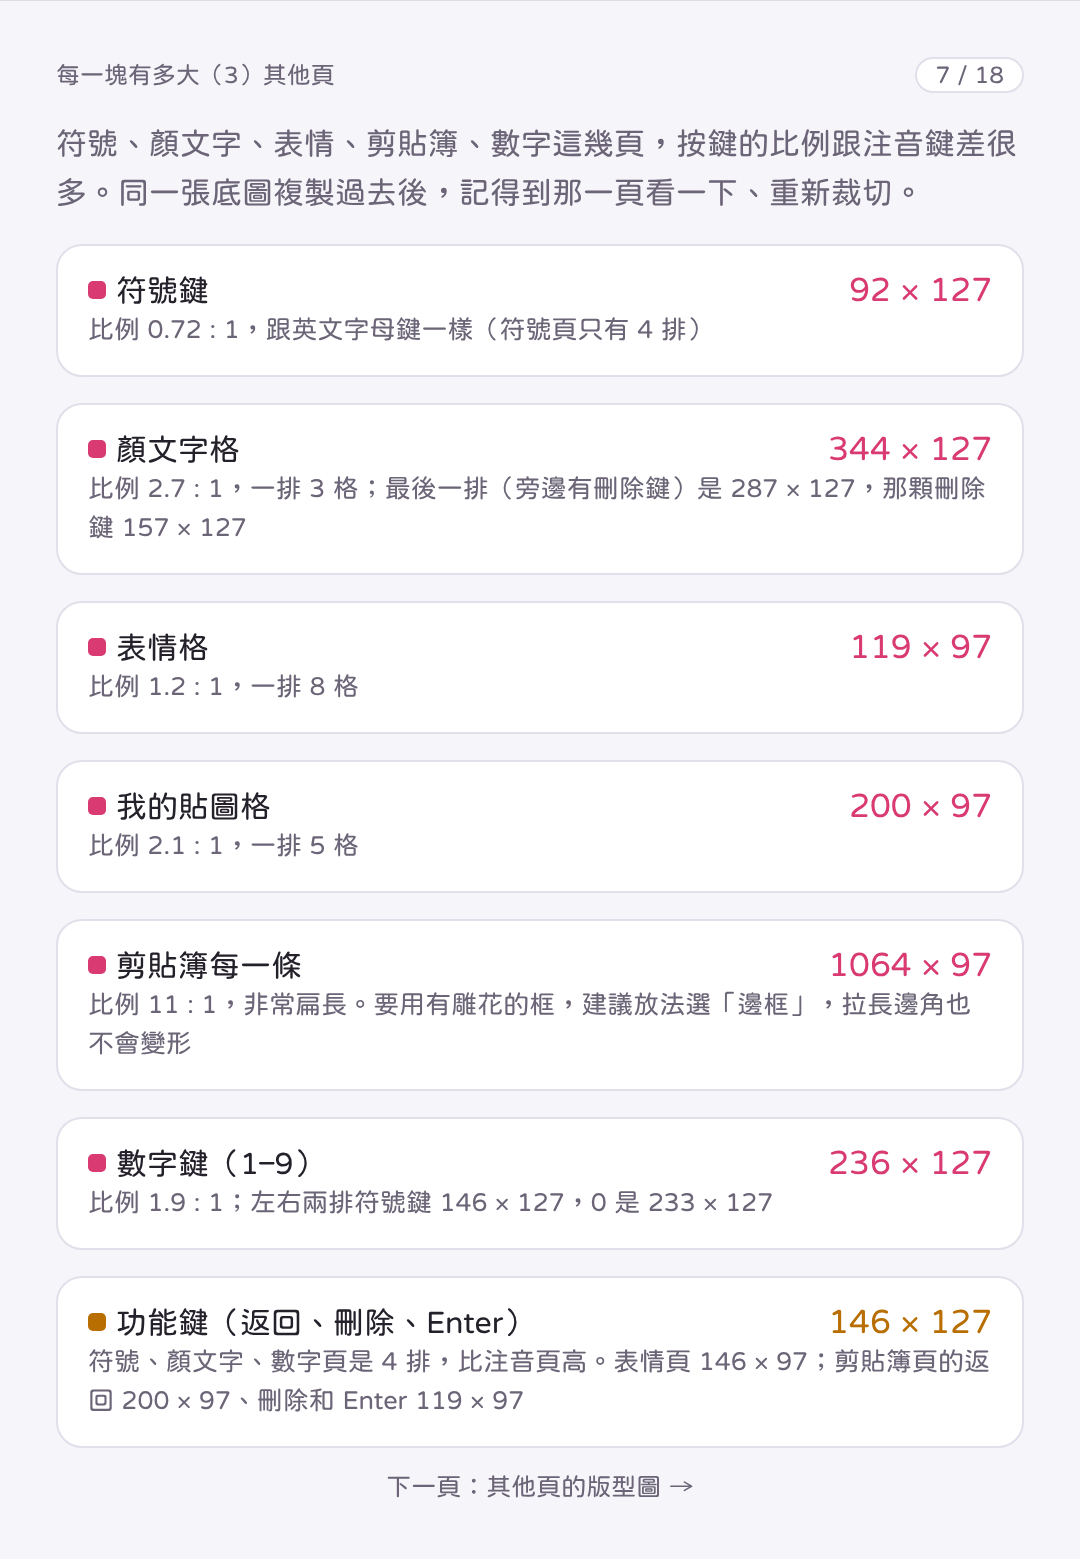 每一塊有多大（3）其他頁
7 / 18
符號、顏文字、表情、剪貼簿、數字這幾頁，按鍵的比例跟注音鍵差很
多。同一張底圖複製過去後，記得到那一頁看一下、重新裁切。
符號鍵
92 × 127
比例 0.72 : 1，跟英文字母鍵一樣（符號頁只有 4 排）
顏文字格
344 × 127
比例 2.7 : 1，一排 3 格；最後一排（旁邊有刪除鍵）是 287 × 127，那顆刪除
鍵 157 × 127
表情格
119 × 97
比例 1.2 : 1，一排 8 格
我的貼圖格
200 × 97
比例 2.1 : 1，一排 5 格
剪貼簿每一條
1064 × 97
比例 11 : 1，非常扁長。要用有雕花的框，建議放法選「邊框」，拉長邊角也
不會變形
數字鍵（1–9）
236 × 127
比例 1.9 : 1；左右兩排符號鍵 146 × 127，0 是 233 × 127
功能鍵（返回、刪除、Enter）
146 × 127
符號、顏文字、數字頁是 4 排，比注音頁高。表情頁 146 × 97；剪貼簿頁的返
回 200 × 97、刪除和 Enter 119 × 97
下一頁：其他頁的版型圖 →